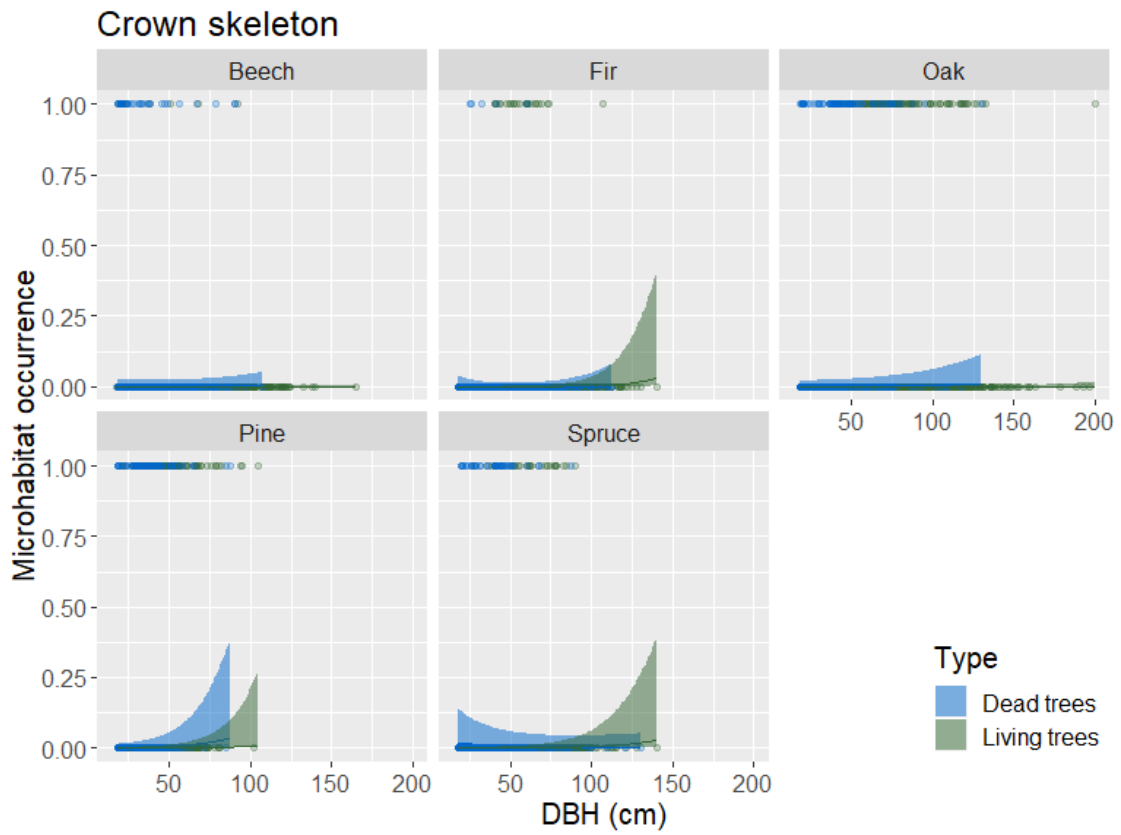 Crown skeleton
Beech Fir Oak
1.00
0.75
0.50
0.25
0.00
50 100 150 200
Pine Spruce
1.00
0.75
0.50
0.25
0.00
50 100 150 200 50 100 150 200
Microhabitat occurrence
DBH (cm)
Type
Dead trees
Living trees